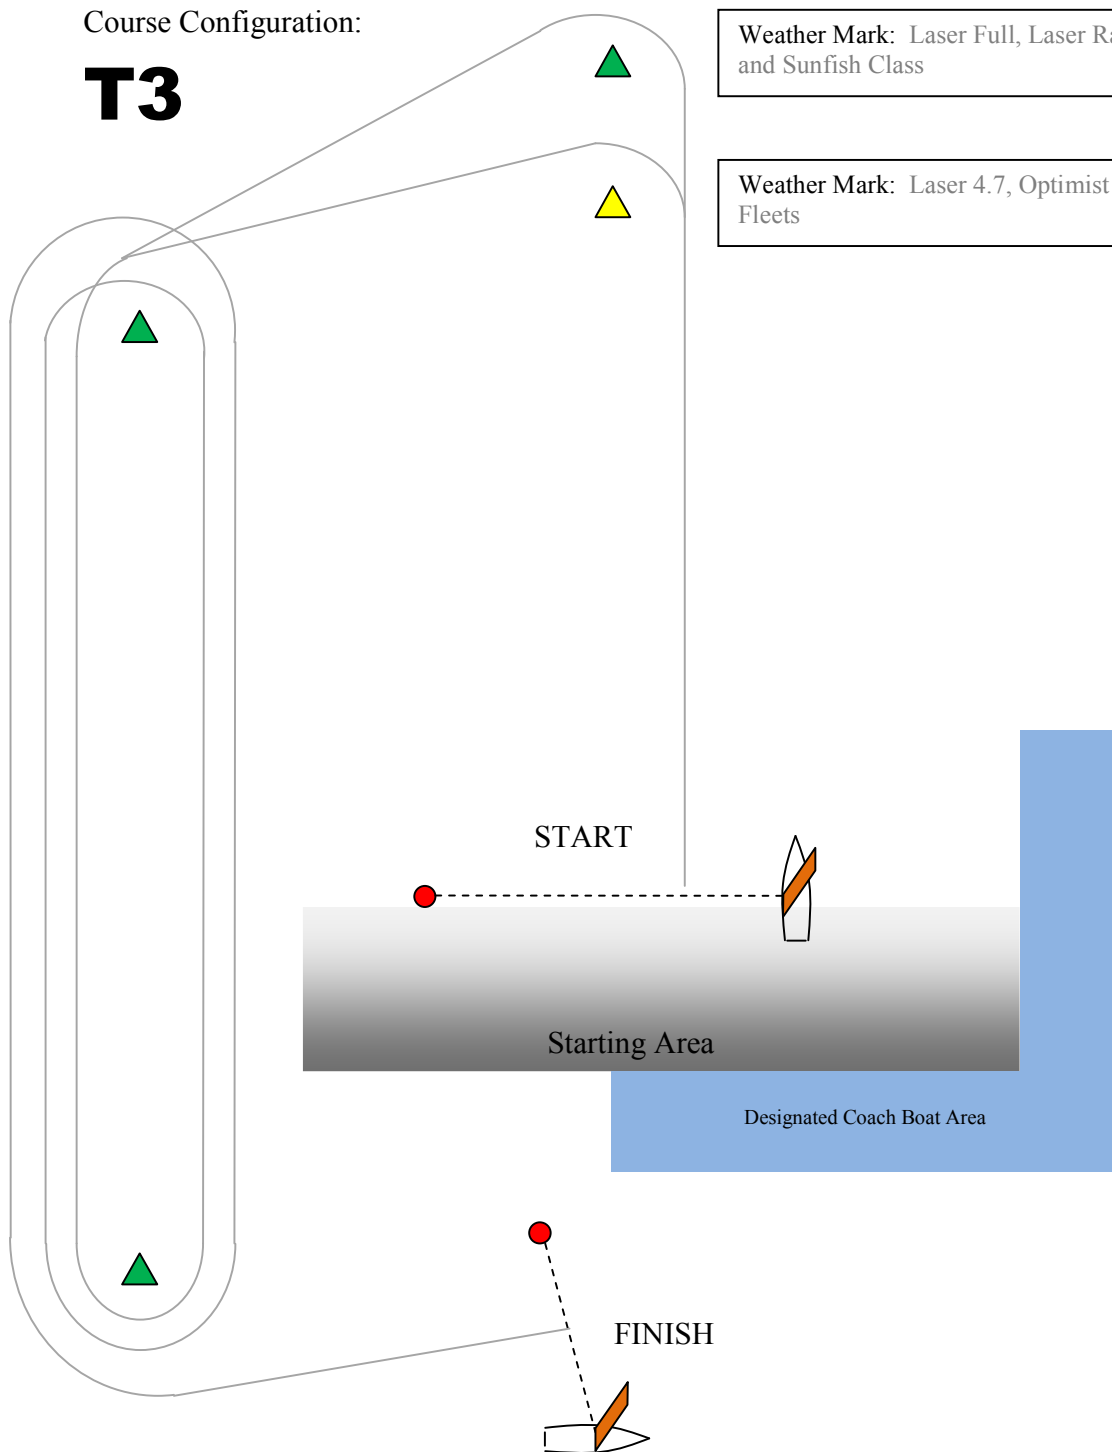 Course Configuration:
T3
Weather Mark: Laser Full, Laser
and Sunfish Class
Weather Mark: Laser 4.7, Optimist
Fleets
START
Starting Area
Designated Coach Boat Area
FINISH